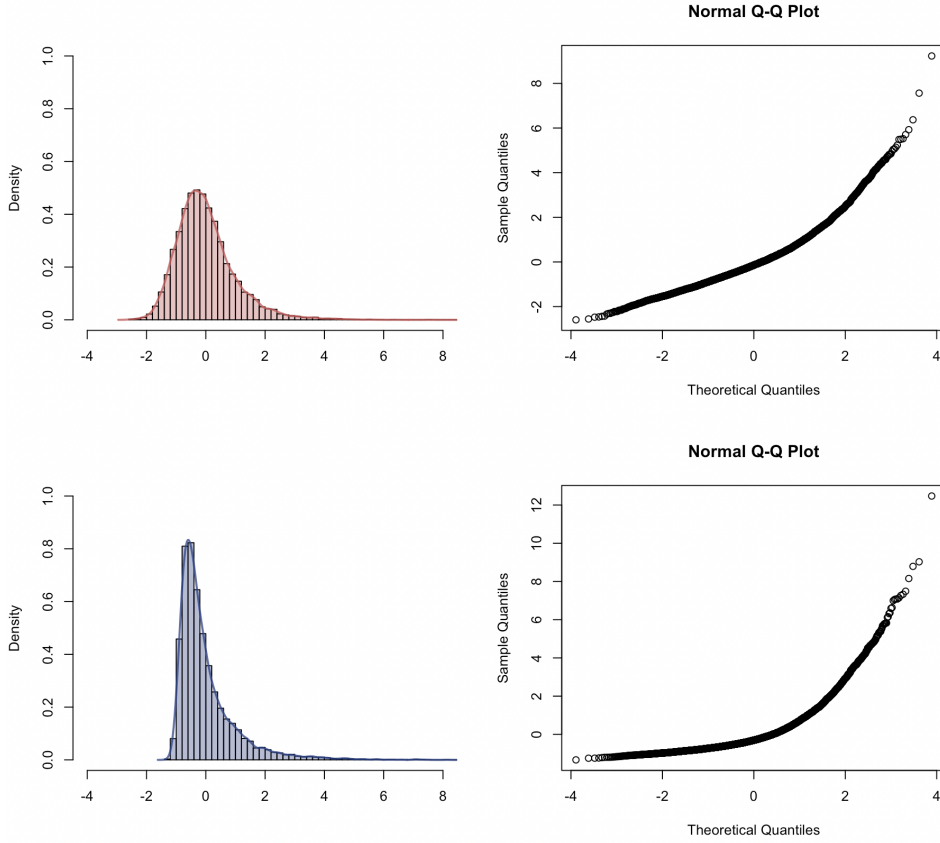 Normal Q-Q Plot
Density
0.0 0.2 0.4 0.6 0.8 1.0
-4 -2 0 2 4 6 8
Sample Quantiles
-2 0 2 4 6 8
-4 -2 0 2 4
Theoretical Quantiles
Normal Q-Q Plot
Density
0.0 0.2 0.4 0.6 0.8 1.0
-4 -2 0 2 4 6 8
Sample Quantiles
0 2 4 6 8 10 12
-4 -2 0 2 4
Theoretical Quantiles